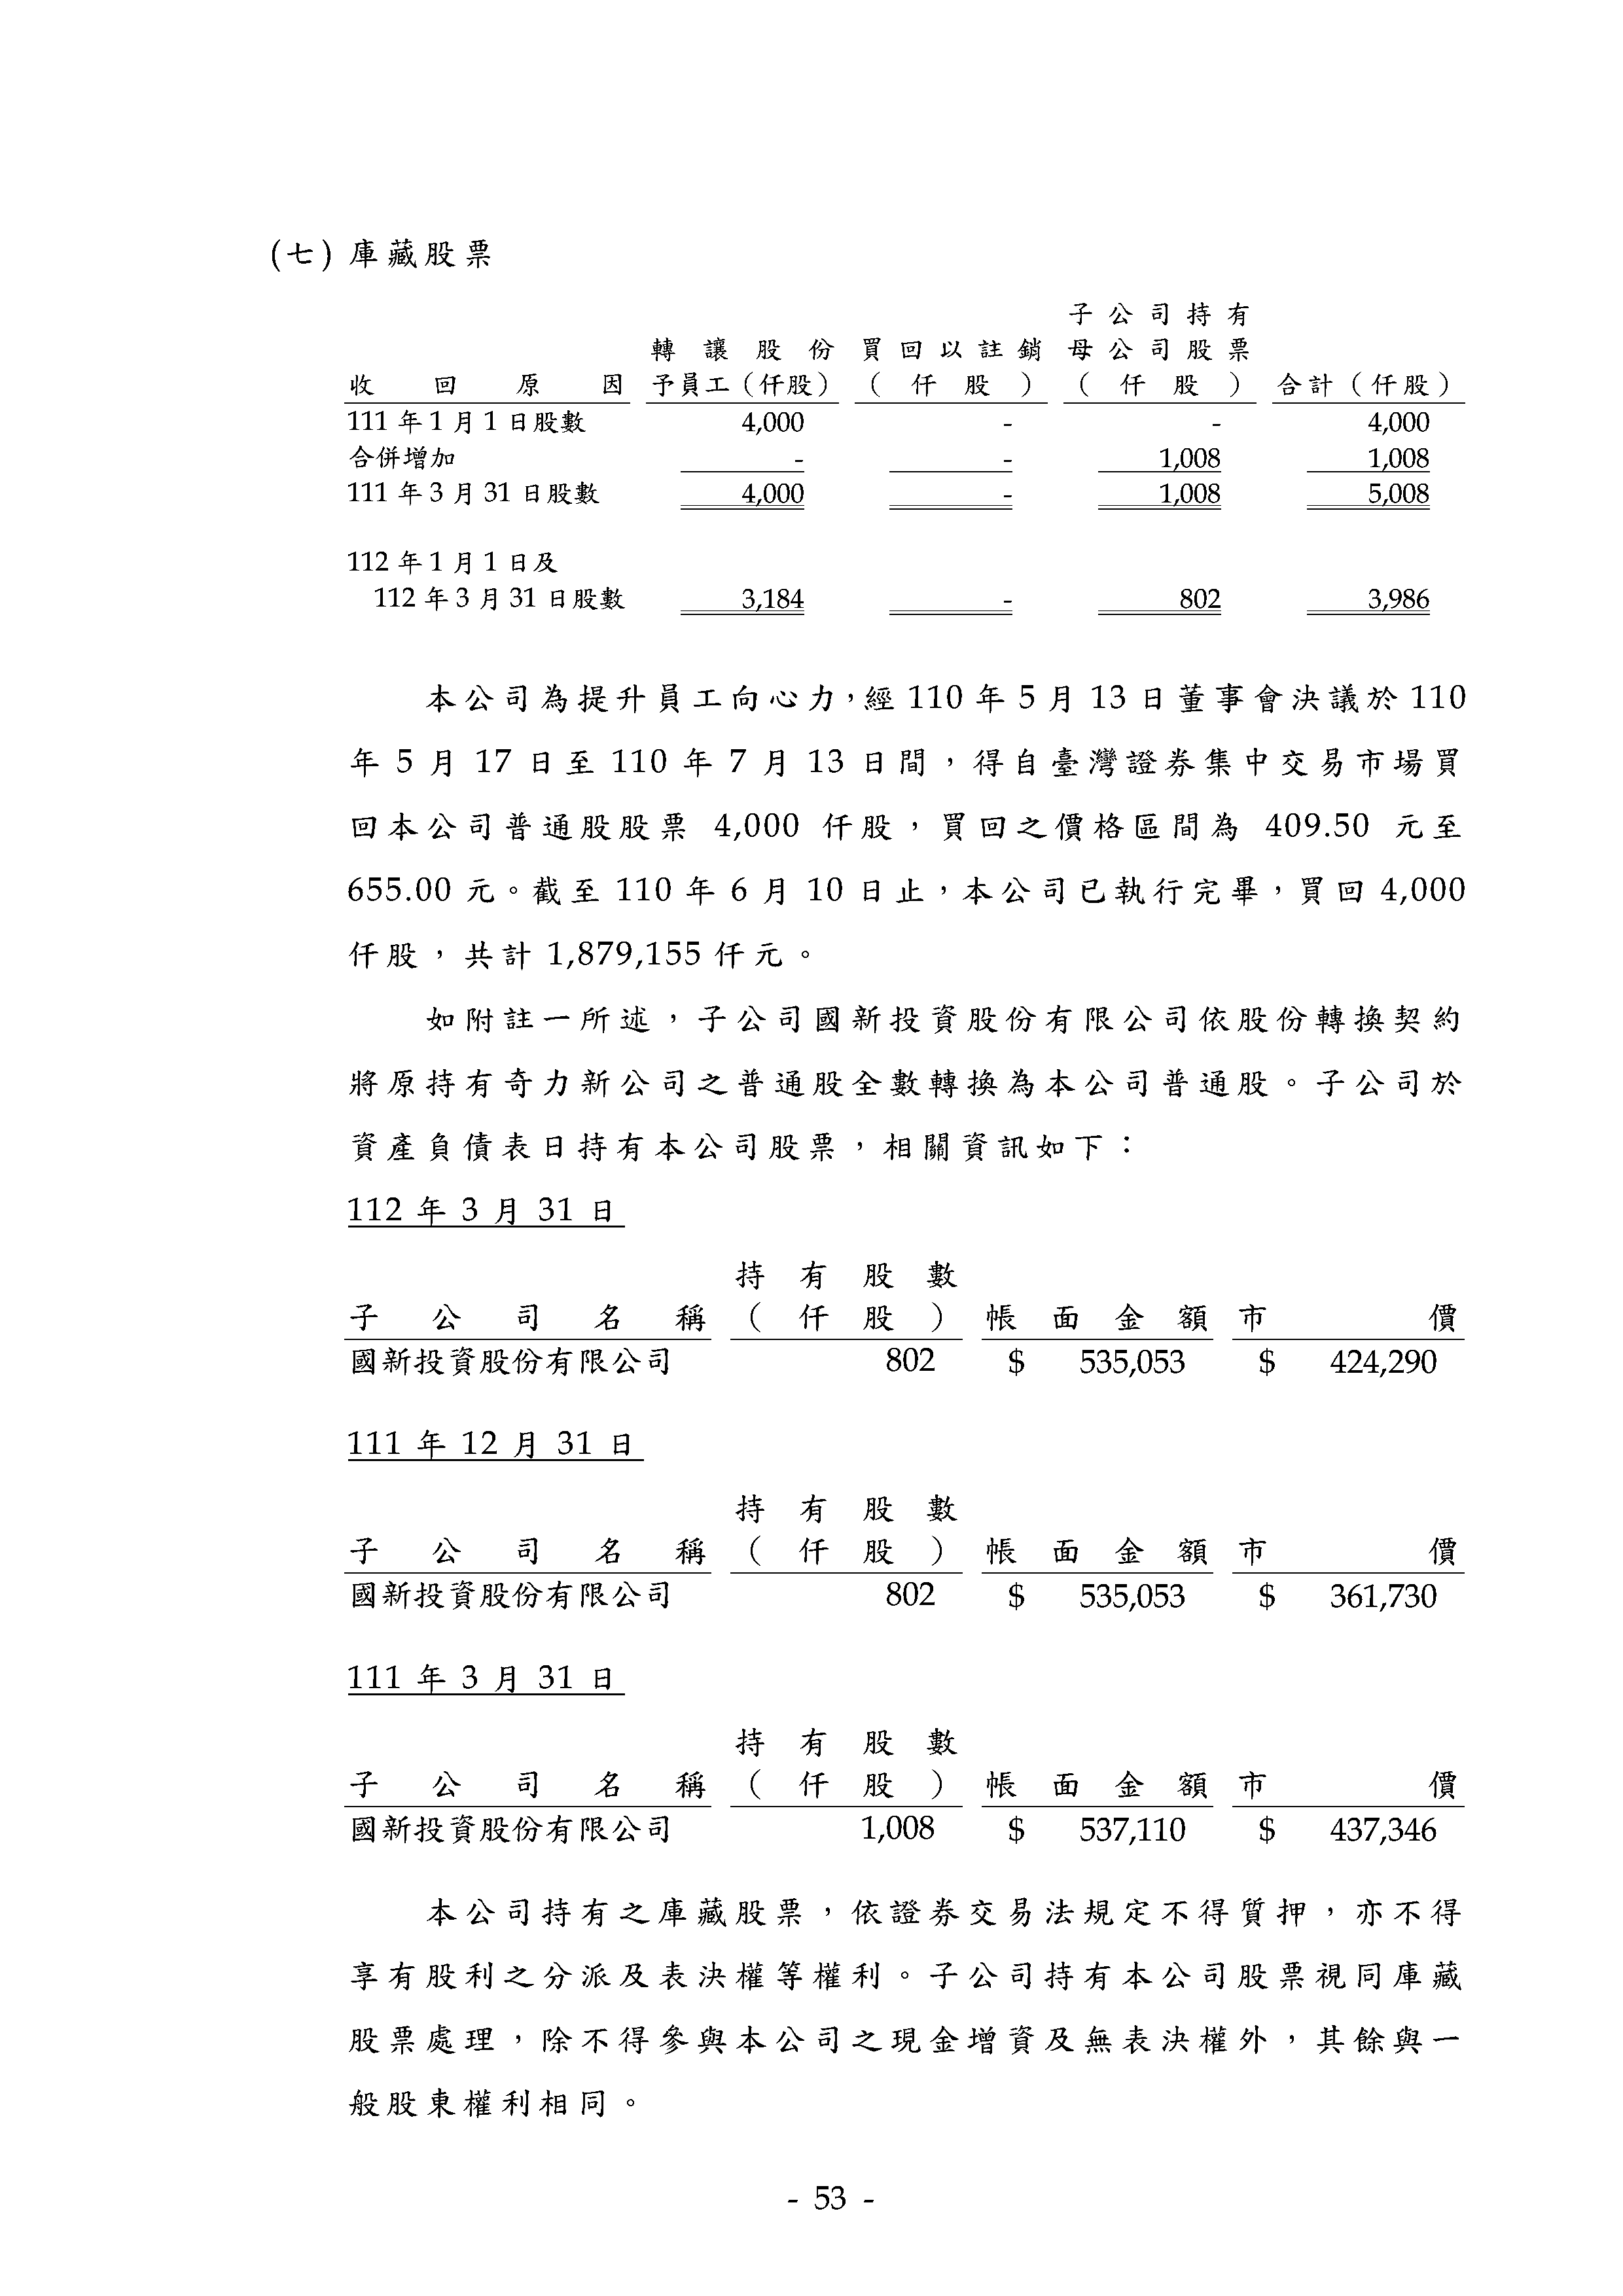 (七) 庫藏股票
子公司持有
轉讓股份 買回以註銷 母公司股票
收回原因 予員工（仟股） （仟股） （仟股） 合計（仟股）
111 年 1 月 1 日股數 4,000 - - 4,000
合併增加 - - 1,008 1,008
111 年 3 月 31 日股數 4,000 - 1,008 5,008
112 年 1 月 1 日及
112 年 3 月 31 日股數 3,184 - 802 3,986
本公司為提升員工向心力，經 110 年 5 月 13 日董事會決議於 110
年 5 月 17 日至 110 年 7 月 13 日間，得自臺灣證券集中交易市場買
回本公司普通股股票 4,000 仟股，買回之價格區間為 409.50 元至
655.00 元。截至 110 年 6 月 10 日止，本公司已執行完畢，買回 4,000
仟股，共計 1,879,155 仟元。
如附註一所述，子公司國新投資股份有限公司依股份轉換契約
將原持有奇力新公司之普通股全數轉換為本公司普通股。子公司於
資產負債表日持有本公司股票，相關資訊如下：
112 年 3 月 31 日
持有股數
子公司名稱 （仟股） 帳面金額 市價
國新投資股份有限公司 802 $ 535,053 $ 424,290
111 年 12 月 31 日
持有股數
子公司名稱 （仟股） 帳面金額 市價
國新投資股份有限公司 802 $ 535,053 $ 361,730
111 年 3 月 31 日
持有股數
子公司名稱 （仟股） 帳面金額 市價
國新投資股份有限公司 1,008 $ 537,110 $ 437,346
本公司持有之庫藏股票，依證券交易法規定不得質押，亦不得
享有股利之分派及表決權等權利。子公司持有本公司股票視同庫藏
股票處理，除不得參與本公司之現金增資及無表決權外，其餘與一
般股東權利相同。
- 53 -